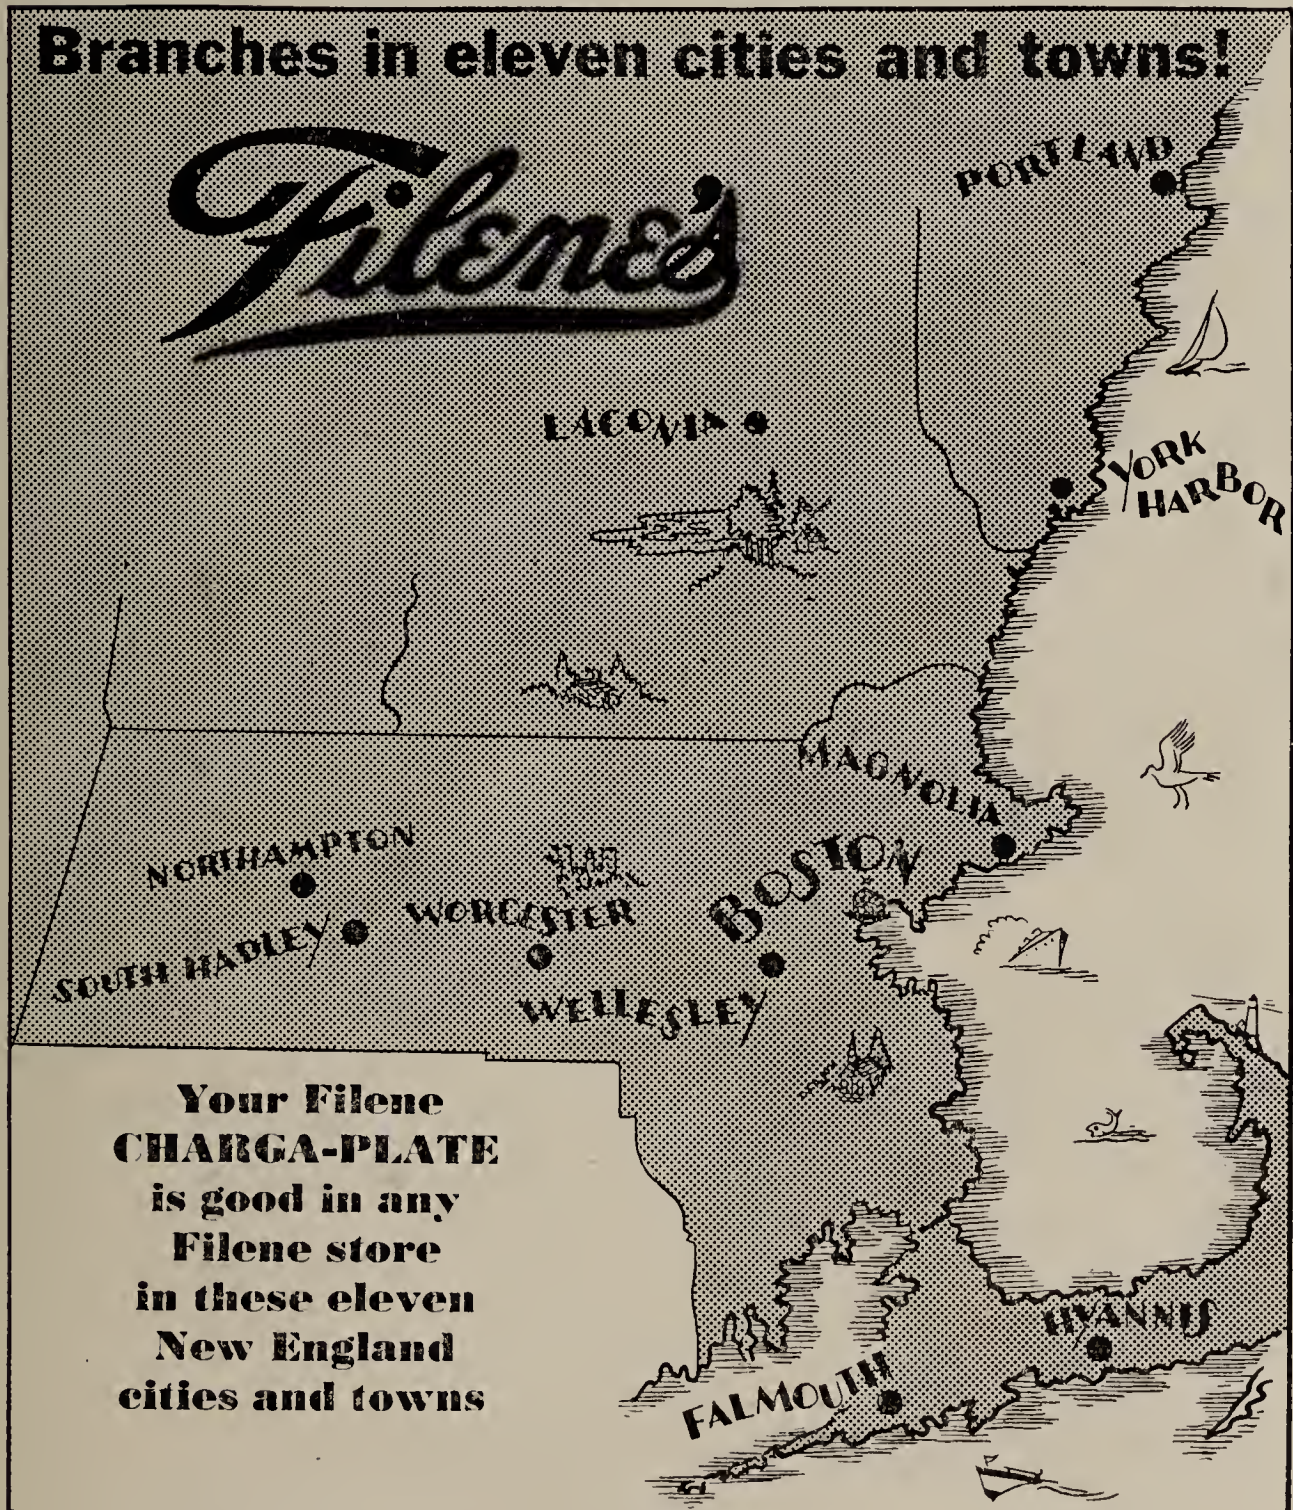 Branches in eleven cities and towns!
Filene's
PORTLAND
LACONIA
YORK
HARBOR
MAGNOLIA
BOSTON
NORTHAMPTON
WORCESTER
SOUTH HADLEY
WELLESLEY
Your Filene
CHARGA-PLATE
is good in any
Filene store
in these eleven
New England
cities and towns
HYANNIS
FALMOUTH